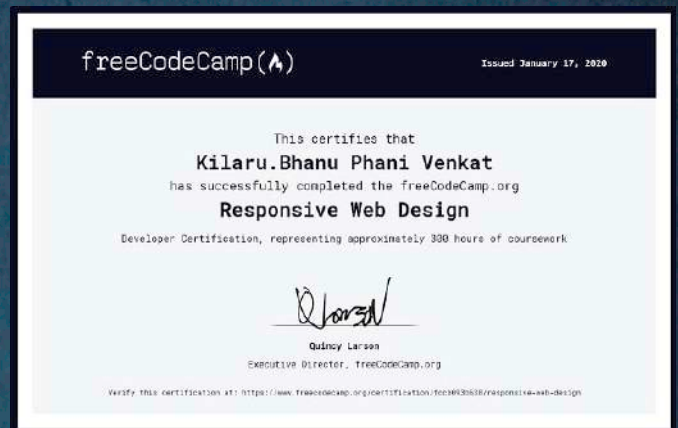 freeCodeCamp(🔥)
Issued January 17, 2020
This certifies that
Kilaru.Bhanu Phani Venkat
has successfully completed the freeCodeCamp.org
Responsive Web Design
Developer Certification, representing approximately 300 hours of coursework
Quincy Larson
Executive Director, freeCodeCamp.org
Verify this certification at: https://www.freecodecamp.org/certification/